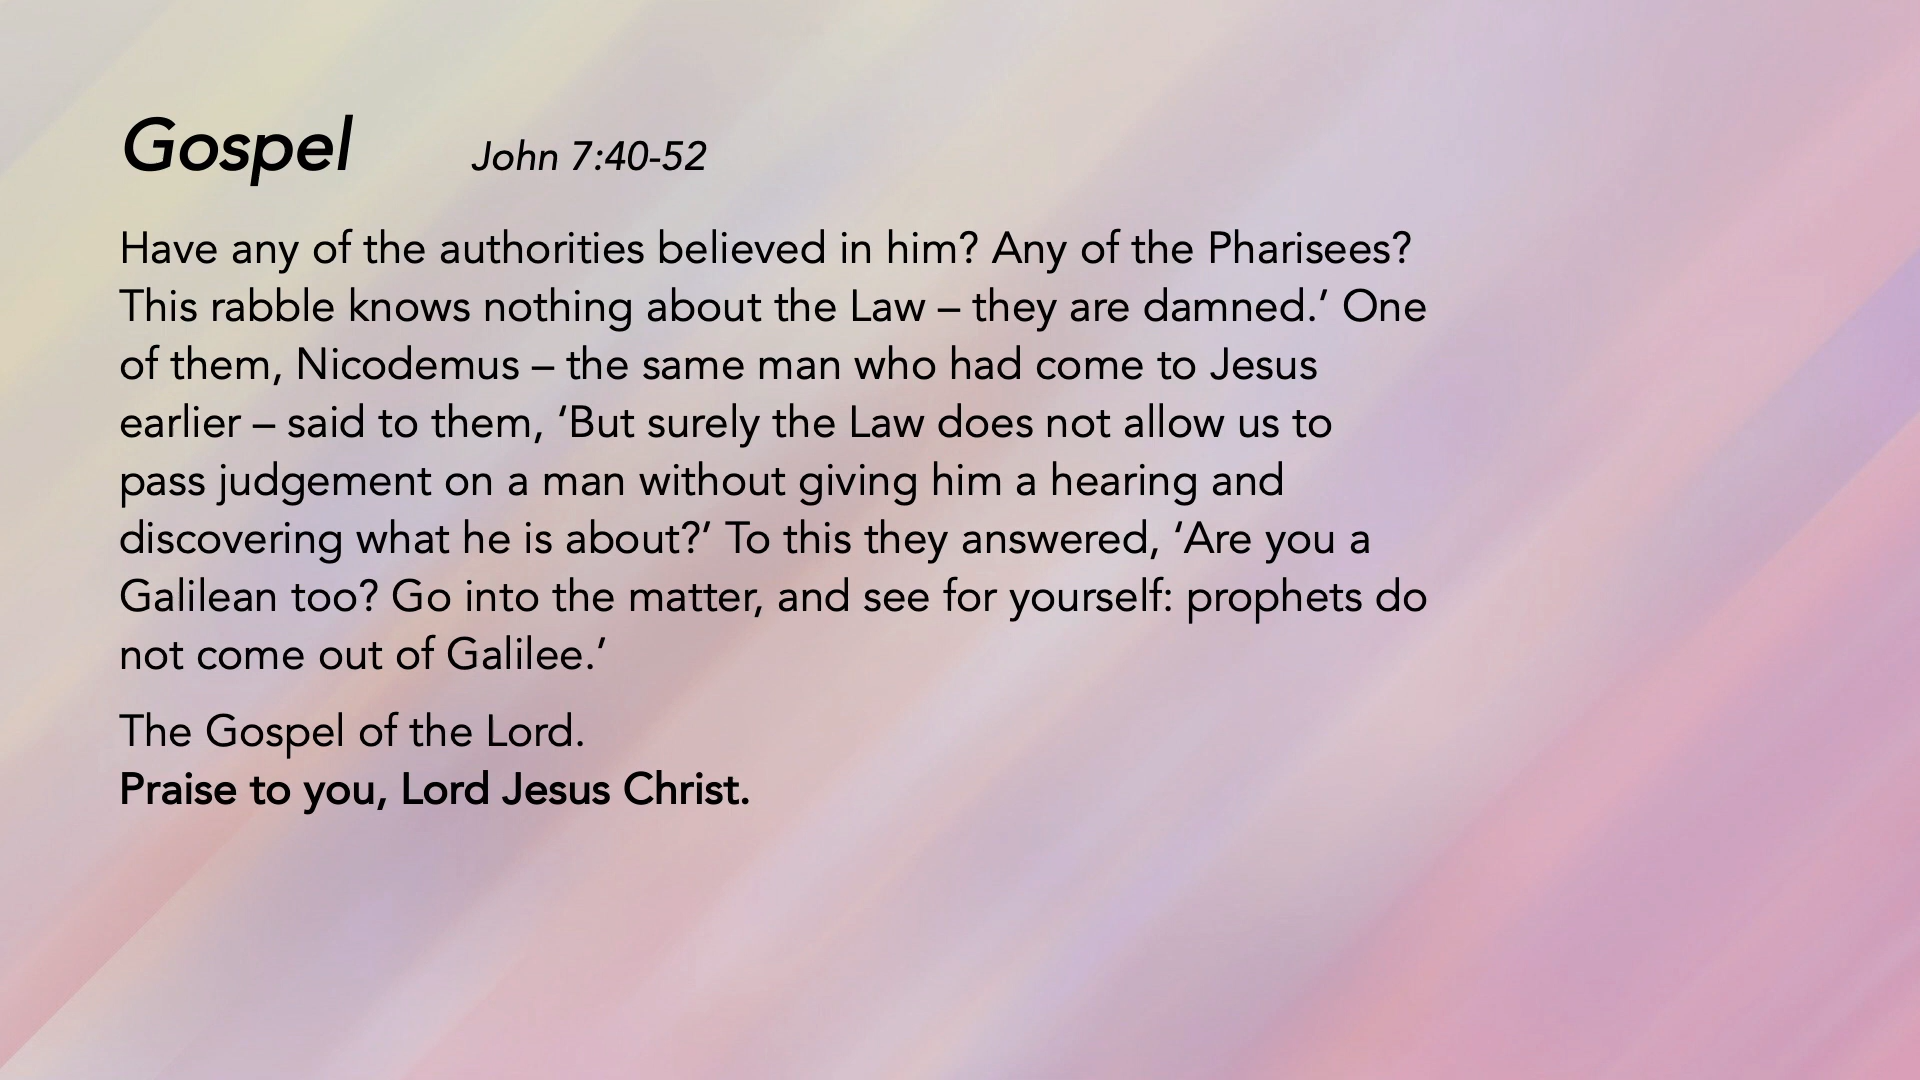 Gospel John 7:40-52
Have any of the authorities believed in him? Any of the Pharisees?
This rabble knows nothing about the Law – they are damned.’ One
of them, Nicodemus – the same man who had come to Jesus
earlier – said to them, ‘But surely the Law does not allow us to
pass judgement on a man without giving him a hearing and
discovering what he is about?’ To this they answered, ‘Are you a
Galilean too? Go into the matter, and see for yourself: prophets do
not come out of Galilee.’
The Gospel of the Lord.
Praise to you, Lord Jesus Christ.